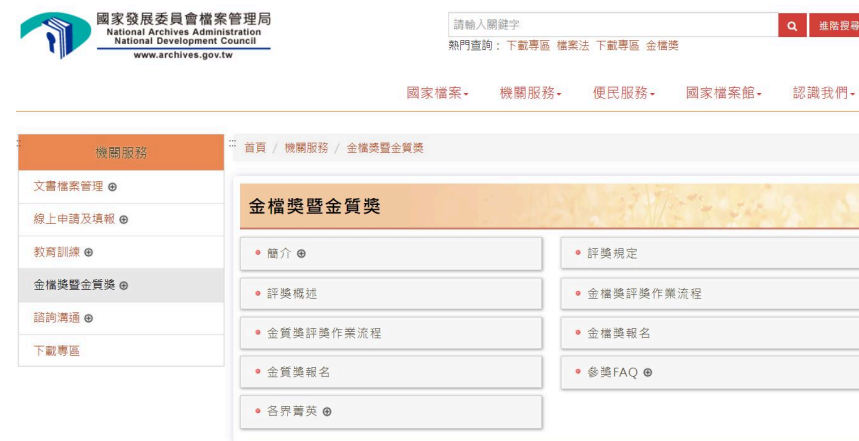 國家發展委員會檔案管理局
National Archives Administration
National Development Council
www.archives.gov.tw
請輸入關鍵字
進階搜尋
熱門查詢： 下載專區 檔案法 下載專區 金檔獎
國家檔案 機關服務 便民服務 國家檔案館 認識我們
機關服務
::: 首頁 / 機關服務 / 金檔獎暨金質獎
文書檔案管理
線上申請及填報
教育訓練
金檔獎暨金質獎
諮詢溝通
下載專區
金檔獎暨金質獎
簡介
評獎規定
評獎概述
金檔獎評獎作業流程
金質獎評獎作業流程
金檔獎報名
金質獎報名
參獎FAQ
各界菁英